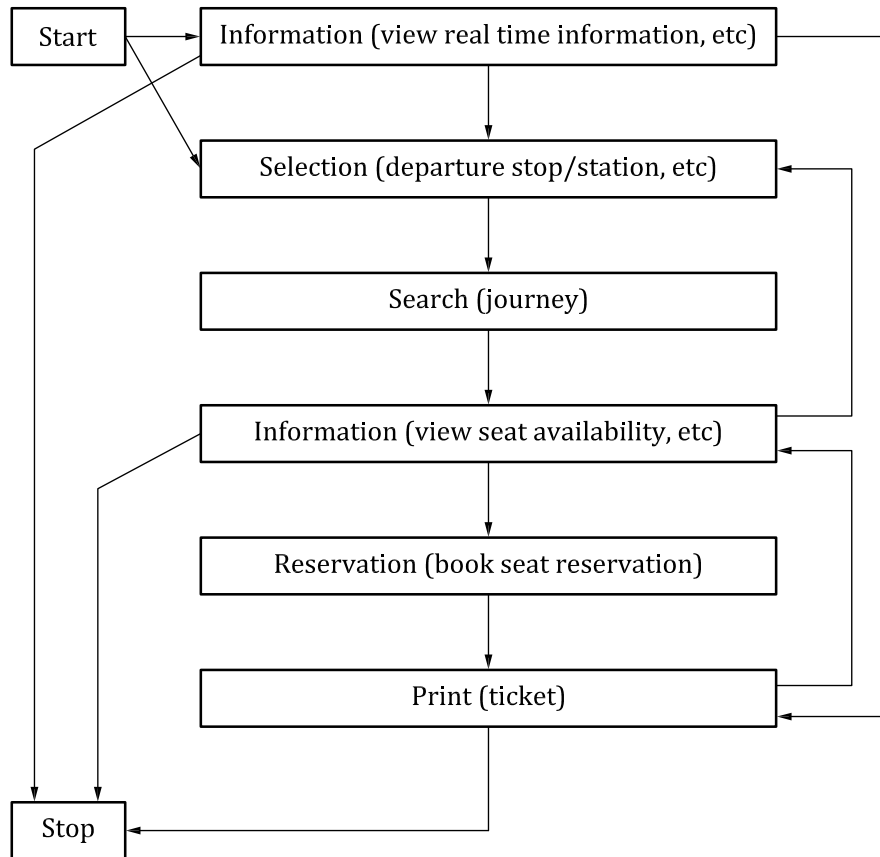 Start
Information (view real time information, etc)
Selection (departure stop/station, etc)
Search (journey)
Information (view seat availability, etc)
Reservation (book seat reservation)
Print (ticket)
Stop